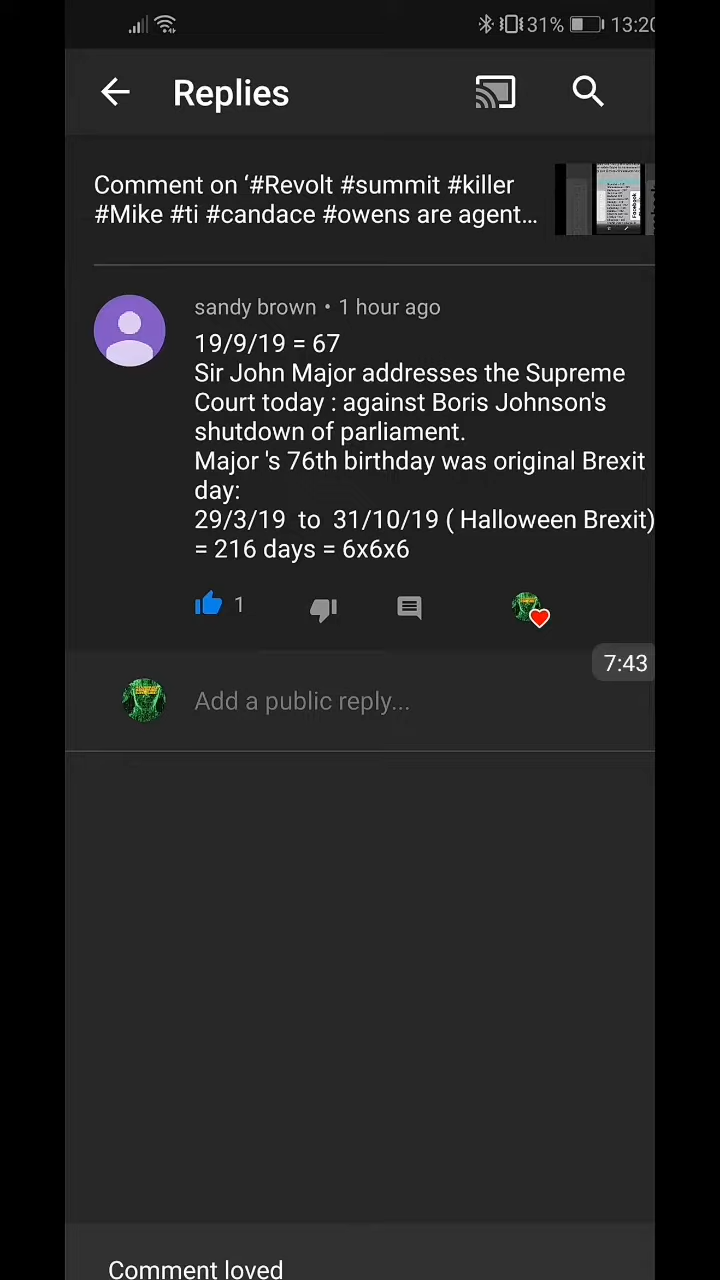 31% 13:20
Replies
Comment on ‘#Revolt #summit #killer
#Mike #ti #candace #owens are agent...
sandy brown • 1 hour ago
19/9/19 = 67
Sir John Major addresses the Supreme
Court today : against Boris Johnson's
shutdown of parliament.
Major 's 76th birthday was original Brexit
day:
29/3/19 to 31/10/19 ( Halloween Brexit)
= 216 days = 6x6x6
1
7:43
Add a public reply...
Comment loved